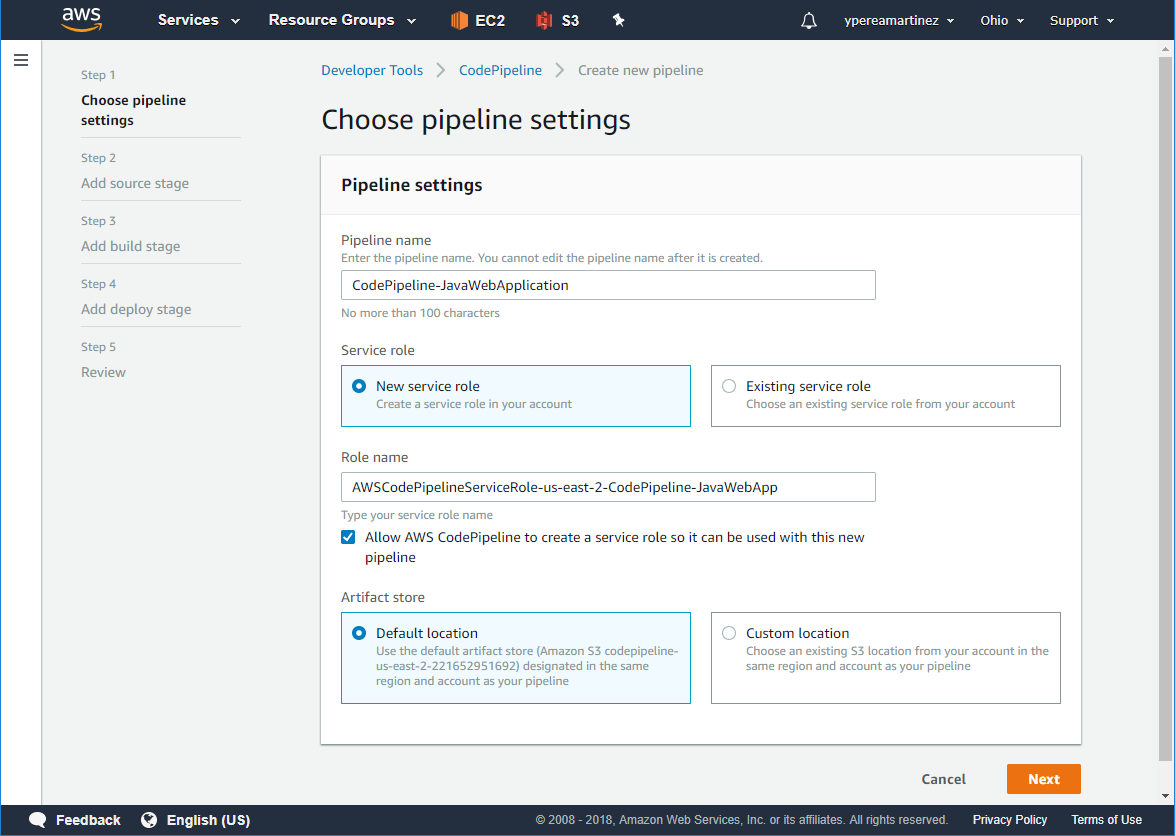 aws Services Resource Groups EC2 S3 ypereamartinez Ohio Support
Developer Tools CodePipeline Create new pipeline
Step 1
Choose pipeline
settings
Step 2
Add source stage
Step 3
Add build stage
Step 4
Add deploy stage
Step 5
Review
Choose pipeline settings
Pipeline settings
Pipeline name
Enter the pipeline name. You cannot edit the pipeline name after it is created.
CodePipeline-JavaWebApplication
No more than 100 characters
Service role
New service role
Create a service role in your account
Existing service role
Choose an existing service role from your account
Role name
AWSCodePipelineServiceRole-us-east-2-CodePipeline-JavaWebApp
Type your service role name
Allow AWS CodePipeline to create a service role so it can be used with this new
pipeline
Artifact store
Default location
Use the default artifact store (Amazon S3 codepipeline-
us-east-2-221652951692) designated in the same
region and account as your pipeline
Custom location
Choose an existing S3 location from your account in the
same region and account as your pipeline
Cancel Next
Feedback English (US) © 2008 - 2018, Amazon Web Services, Inc. or its affiliates. All rights reserved. Privacy Policy Terms of Use